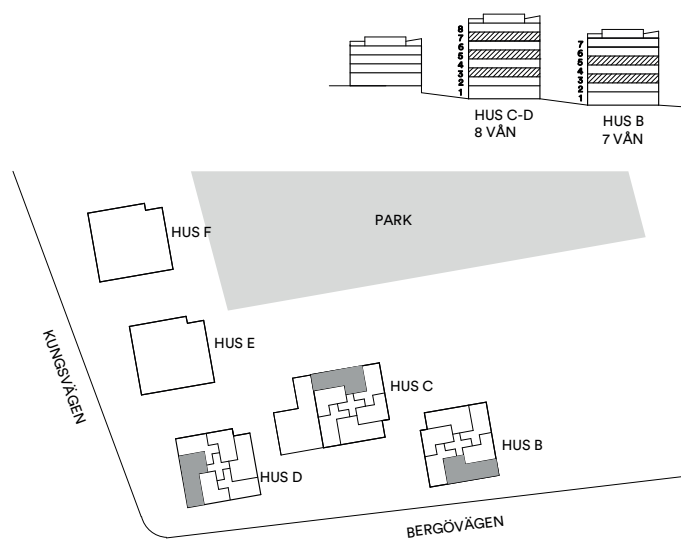 8
7
6
5
4
3
2
1
HUS C-D
8 VÅN
7
6
5
4
3
2
1
HUS B
7 VÅN
PARK
HUS F
HUS E
KUNGSVÄGEN
HUS C
HUS B
HUS D
BERGÖVÄGEN